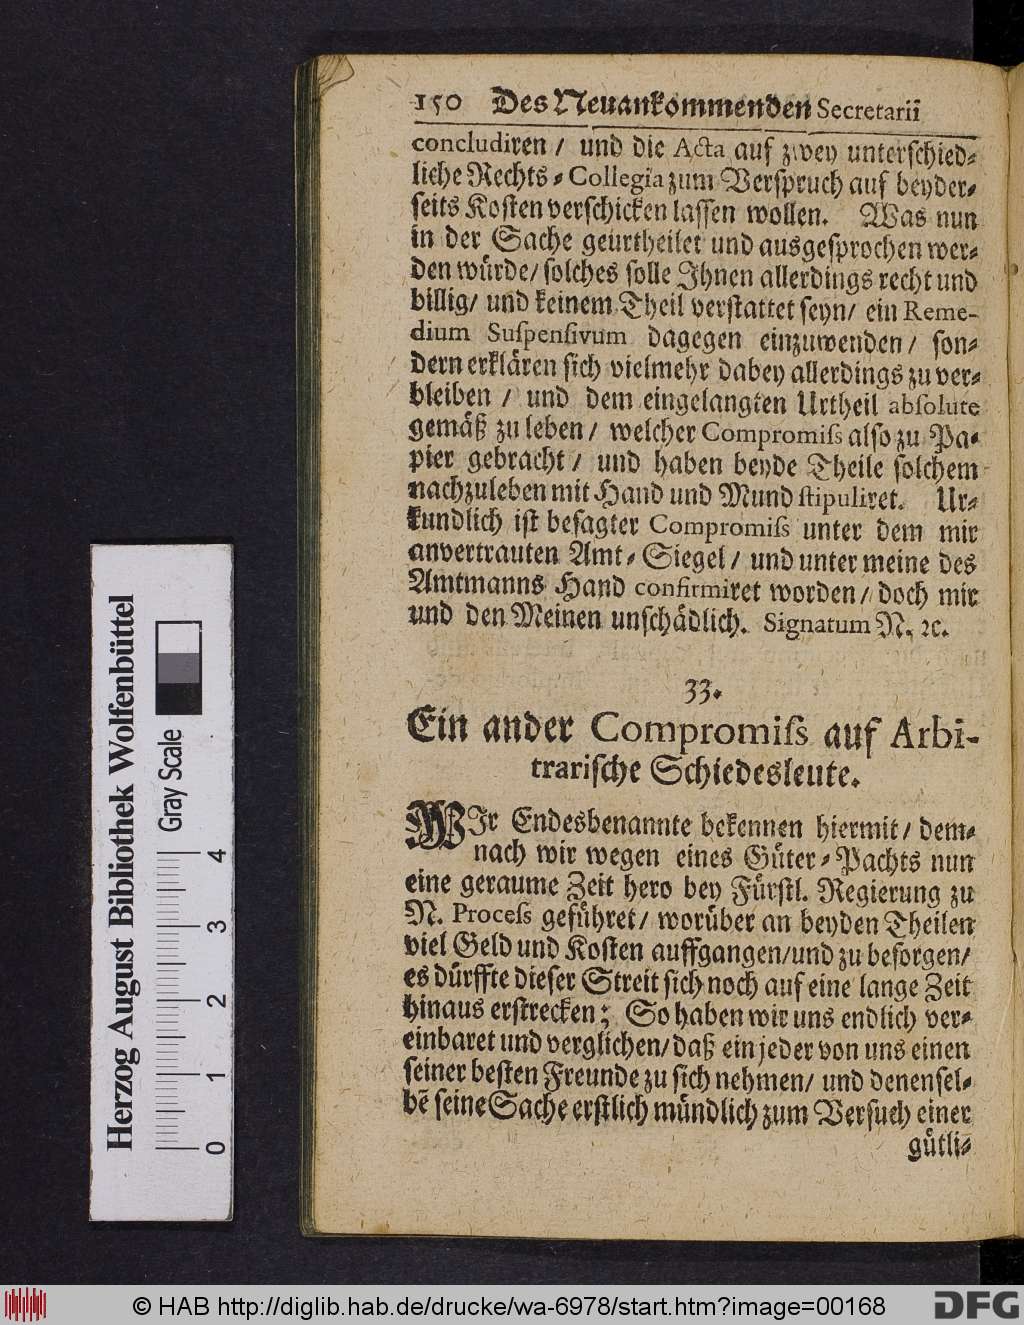 150 Des Neuankommenden Secretarii
concludiren / und die Acta auf zwey unterschied-
liche Rechts-Collegia zum Verspruch auf beyder-
seits Kosten verschicken lassen wollen. Was nun
in der Sache geurtheilet und ausgesprochen wer-
den würde/ solches solle Ihnen allerdings recht und
billig/ und keinem Theil verstattet seyn/ ein Reme-
dium Suspensivum dagegen einzuwenden/ son-
dern erklären sich vielmehr dabey allerdings zu ver-
bleiben / und dem eingelangten Urtheil absolute
gemäß zu leben/ welcher Compromiſs also zu Pa-
pier gebracht/ und haben beyde Theile solchem
nachzuleben mit Hand und Mund stipuliret. Ur-
kundlich ist besagter Compromiſs unter dem mir
anvertrauten Amt-Siegel/ und unter meine des
Amtmanns Hand confirmiret worden/ doch mir
und den Meinen unschädlich. Signatum N. ꝛc.
33.
Ein ander Compromiſs auf Arbi-
trarische Schiedesleute.
WIr Endesbenannte bekennen hiermit/ dem-
nach wir wegen eines Güter-Pachts nun
eine geraume Zeit hero bey Fürstl. Regierung zu
N. Proceſs geführet/ worüber an beyden Theilen
viel Geld und Kosten auffgangen/und zu besorgen/
es dürffte dieser Streit sich noch auf eine lange Zeit
hinaus erstrecken; So haben wir uns endlich ver-
einbaret und verglichen/ daß ein jeder von uns einen
seiner besten Freunde zu sich nehmen/ und denensel-
bē seine Sache erstlich mündlich zum Versuch einer
gütli-
Herzog August Bibliothek Wolfenbüttel
Gray Scale
0 1 2 3 4
© HAB http://diglib.hab.de/drucke/wa-6978/start.htm?image=00168
DFG